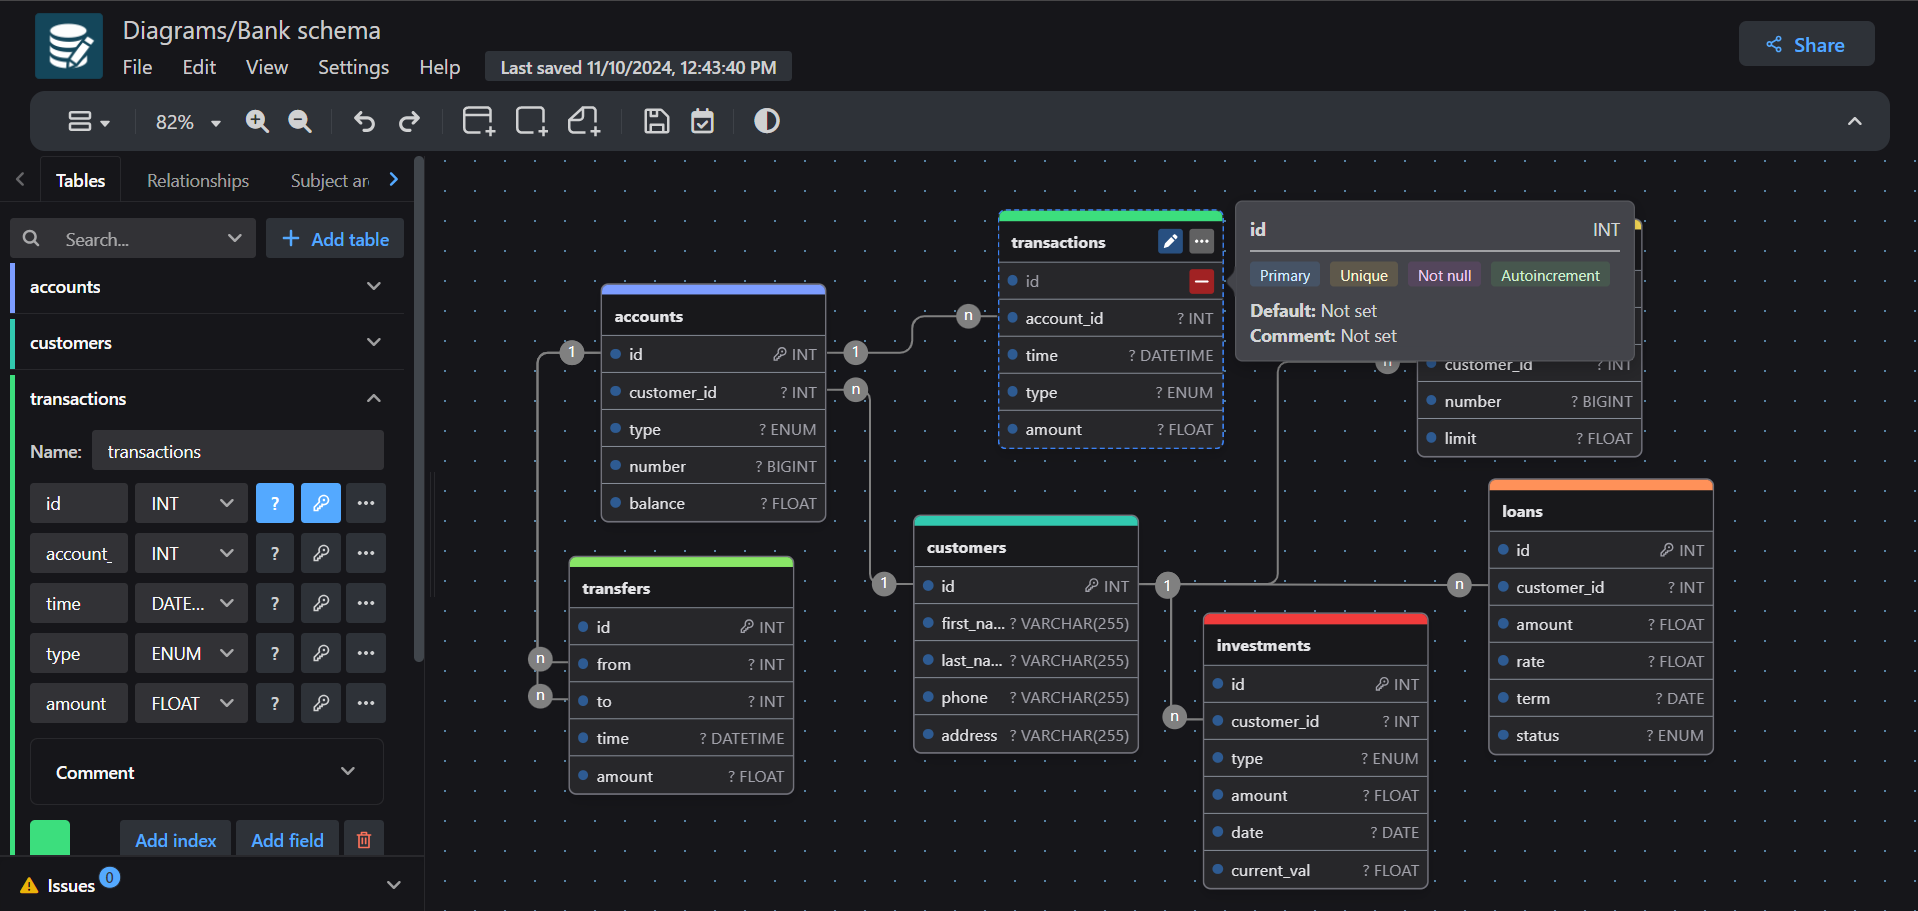 Diagrams/Bank schema
File Edit View Settings Help Last saved 11/10/2024, 12:43:40 PM
Share
82%
Tables Relationships Subject ar
Search... + Add table
accounts
customers
transactions
Name: transactions
id INT ?
account_ INT ?
time DATE... ?
type ENUM ?
amount FLOAT ?
Comment
Add index Add field
Issues 0
accounts
id INT
customer_id ? INT
type ? ENUM
number ? BIGINT
balance ? FLOAT
transfers
id INT
from ? INT
to ? INT
time ? DATETIME
amount ? FLOAT
transactions
id
account_id ? INT
time ? DATETIME
type ? ENUM
amount ? FLOAT
id INT
Primary Unique Not null Autoincrement
Default: Not set
Comment: Not set
customer_id ? INT
number ? BIGINT
limit ? FLOAT
customers
id INT
first_na... ? VARCHAR(255)
last_na... ? VARCHAR(255)
phone ? VARCHAR(255)
address ? VARCHAR(255)
investments
id INT
customer_id ? INT
type ? ENUM
amount ? FLOAT
date ? DATE
current_val ? FLOAT
loans
id INT
customer_id ? INT
amount ? FLOAT
rate ? FLOAT
term ? DATE
status ? ENUM
1
1
n
n
n
n
1
1
n
n
n